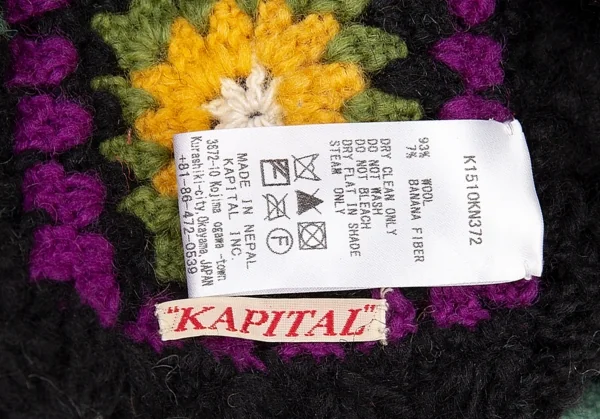 K1510KN372
93% WOOL
7% BANANA FIBER
DRY CLEAN ONLY
DO NOT WASH
DO NOT BLEACH
DRY FLAT IN SHADE
STEAM ONLY
F
MADE IN NEPAL
KAPITAL INC.
3672-10 Kojima ogawa -town
Kurashiki-city,Okayama,JAPAN
+81-86-472-0539
"KAPITAL"